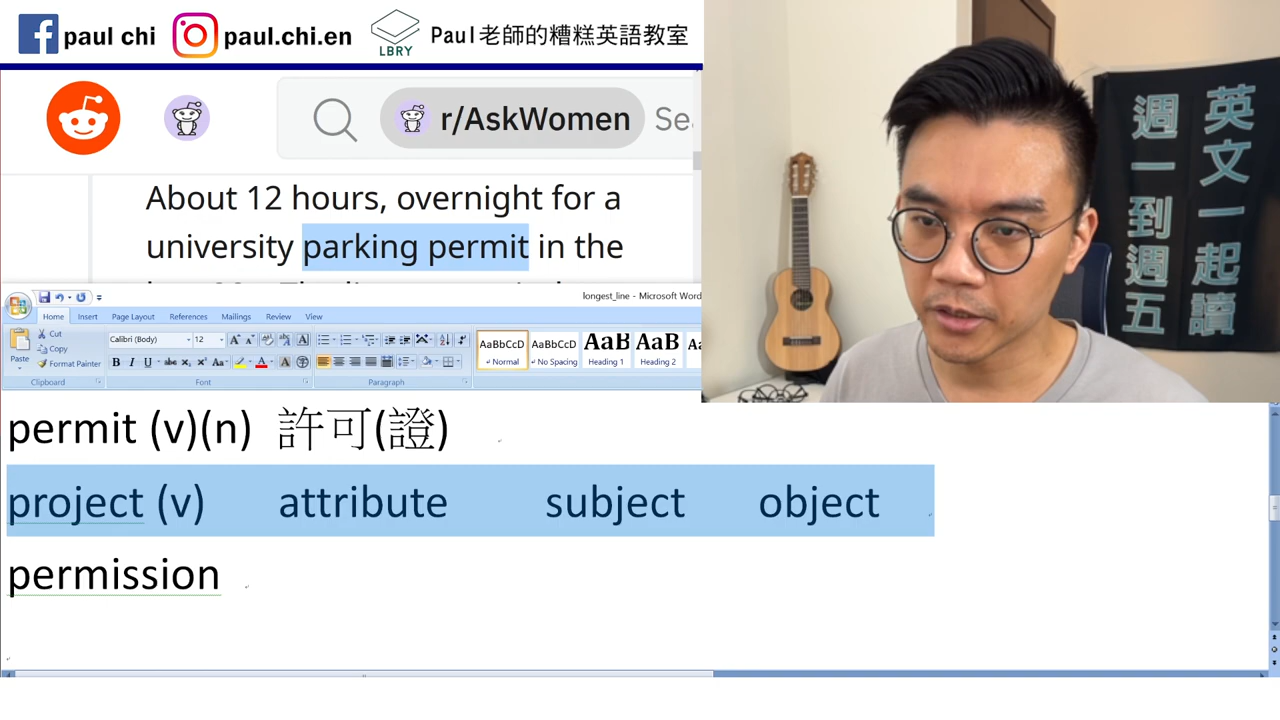 paul chi paul.chi.en LBRY Paul老師的糟糕英語教室
r/AskWomen Sea
About 12 hours, overnight for a
university parking permit in the
longest_line - Microsoft Word
Home Insert Page Layout References Mailings Review View
Paste Cut Copy Format Painter
Calibri (Body) 12
AaBbCcD AaBbCcD AaBb AaBb
Normal No Spacing Heading 1 Heading 2
Clipboard Font Paragraph
permit (v)(n) 許可(證)
project (v) attribute subject object
permission
英文一起讀
週一到週五